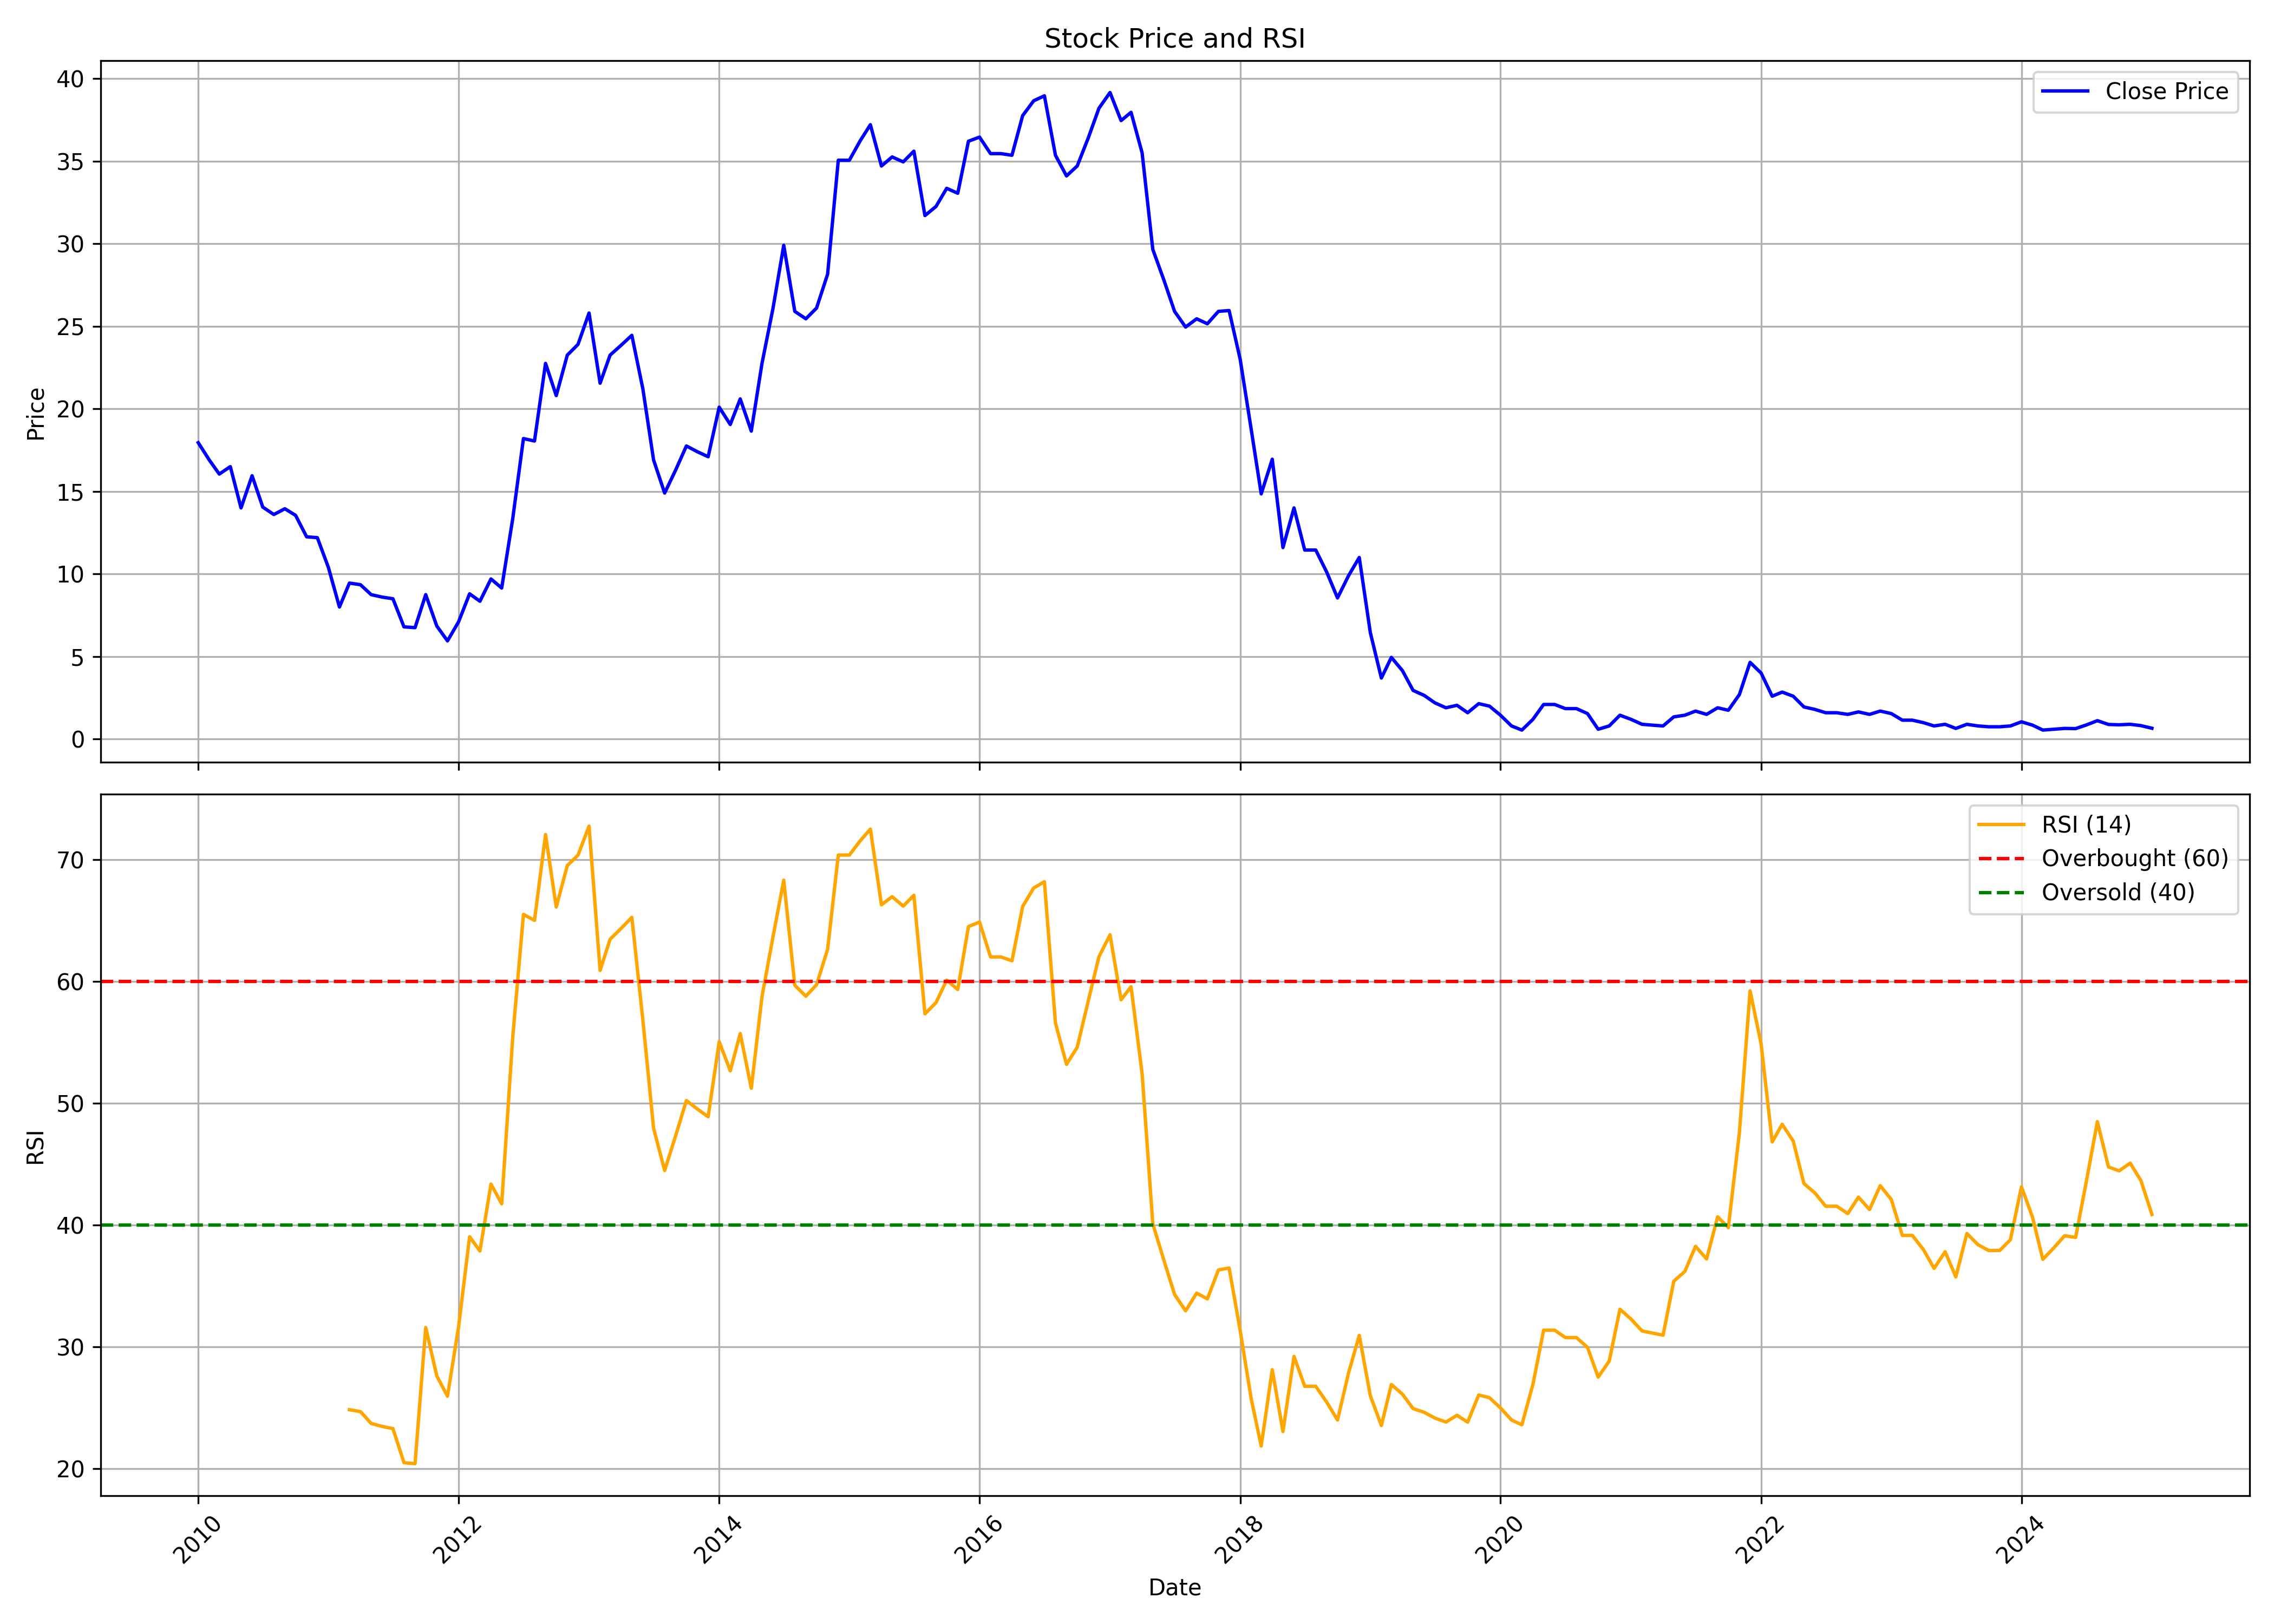 Stock Price and RSI
Price
40
35
30
25
20
15
10
5
0
Close Price
RSI
70
60
50
40
30
20
RSI (14)
Overbought (60)
Oversold (40)
2010
2012
2014
2016
2018
2020
2022
2024
Date